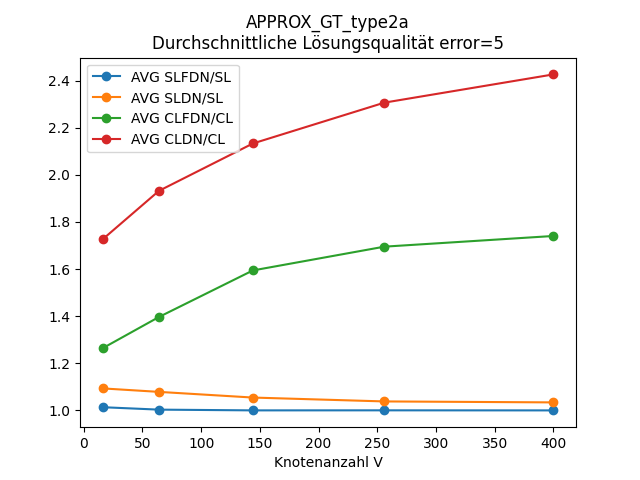 APPROX_GT_type2a
Durchschnittliche Lösungsqualität error=5
AVG SLFDN/SL
AVG SLDN/SL
AVG CLFDN/CL
AVG CLDN/CL
2.4
2.2
2.0
1.8
1.6
1.4
1.2
1.0
0 50 100 150 200 250 300 350 400
Knotenanzahl V